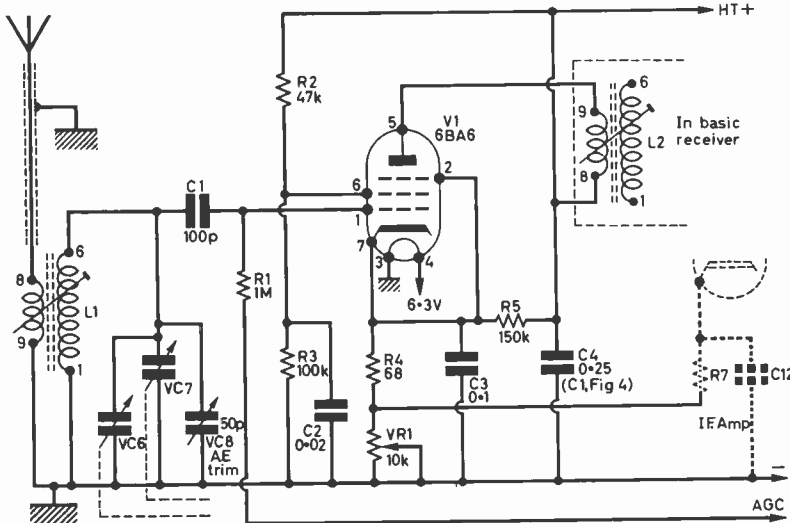 HT+
R2
47k
V1
6BA6
5
6
1
2
7
3
4
6·3V
9
8
6
1
L2
In basic
receiver
C1
100p
R1
1M
6
8
9
1
L1
R5
150k
R3
100k
C2
0·02
R4
68
C3
0·1
C4
0·25
(C1,Fig 4)
R7
C12
IFAmp
VC7
VC6
50p
VC8
AE
trim
VR1
10k
−
AGC